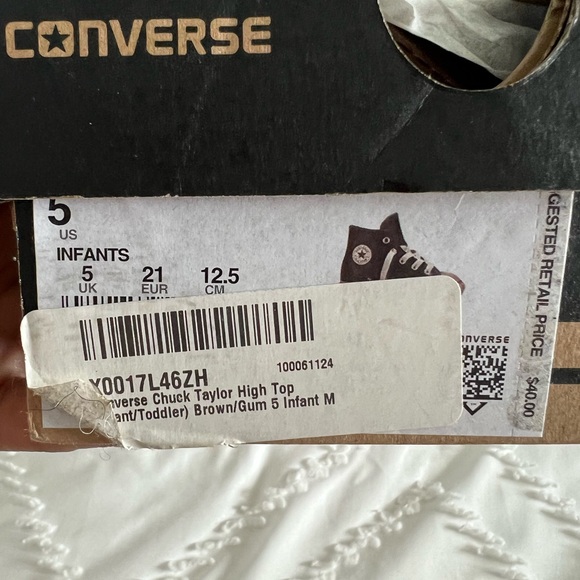 CONVERSE
5
US
INFANTS
5 21 12.5
UK EUR CM
GESTED RETAIL PRICE $40.00
CONVERSE
X0017L46ZH 100061124
onverse Chuck Taylor High Top
ant/Toddler) Brown/Gum 5 Infant M